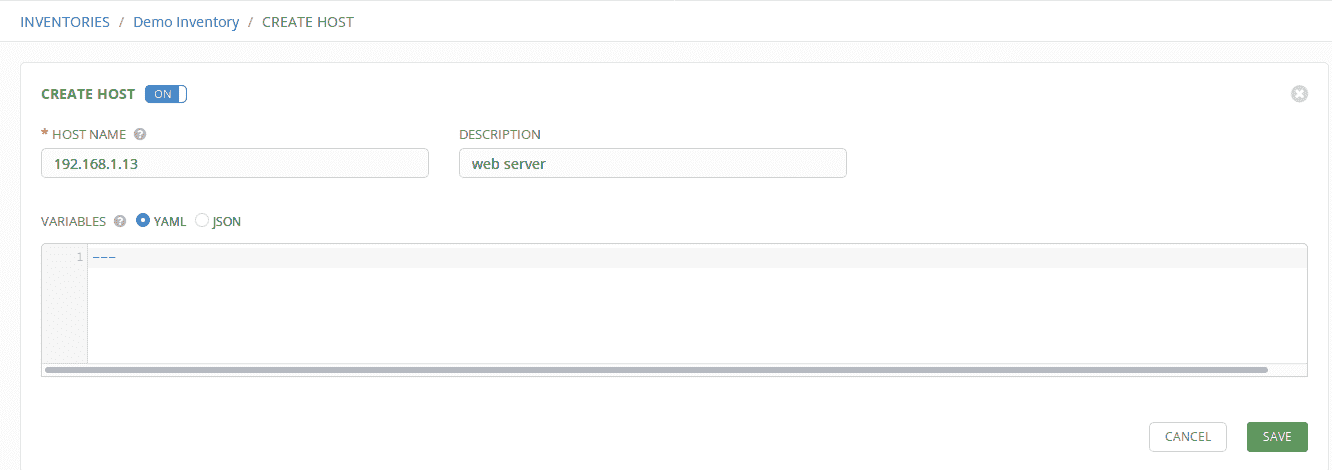 INVENTORIES / Demo Inventory / CREATE HOST
CREATE HOST ON
* HOST NAME ? DESCRIPTION
192.168.1.13 web server
VARIABLES ? YAML JSON
1 ---
CANCEL SAVE